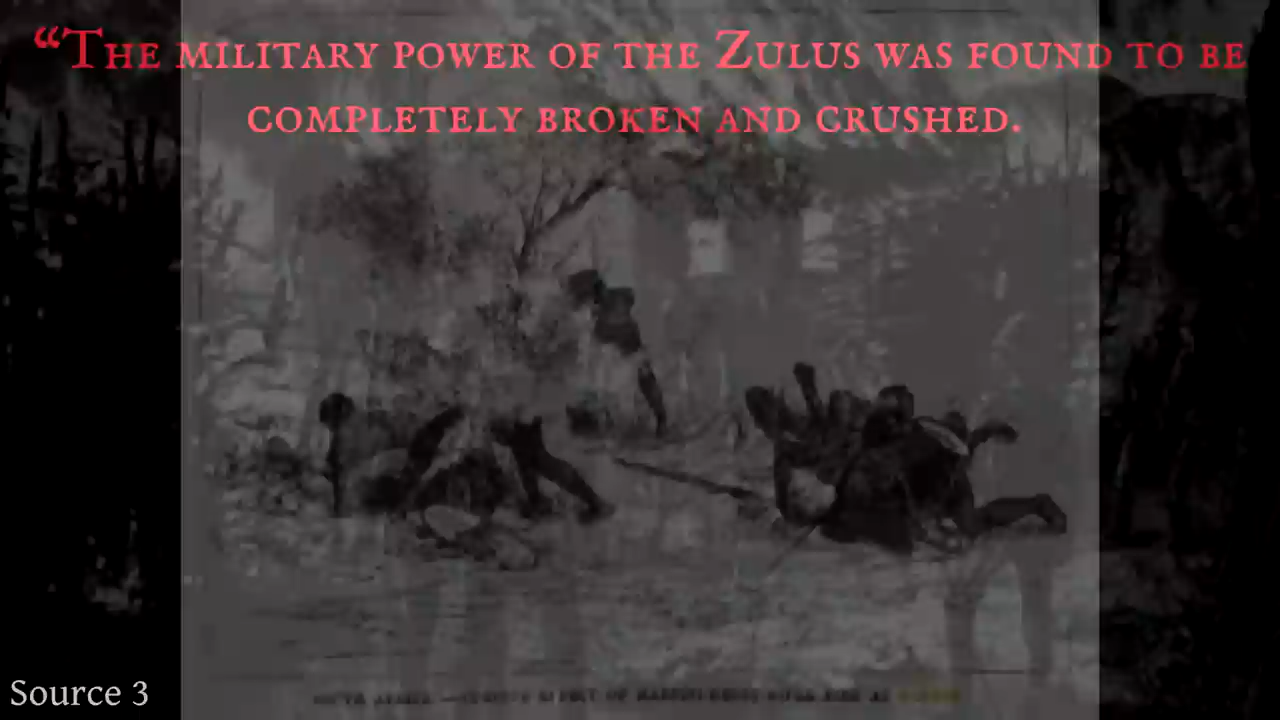 “The military power of the Zulus was found to be
completely broken and crushed.
Source 3